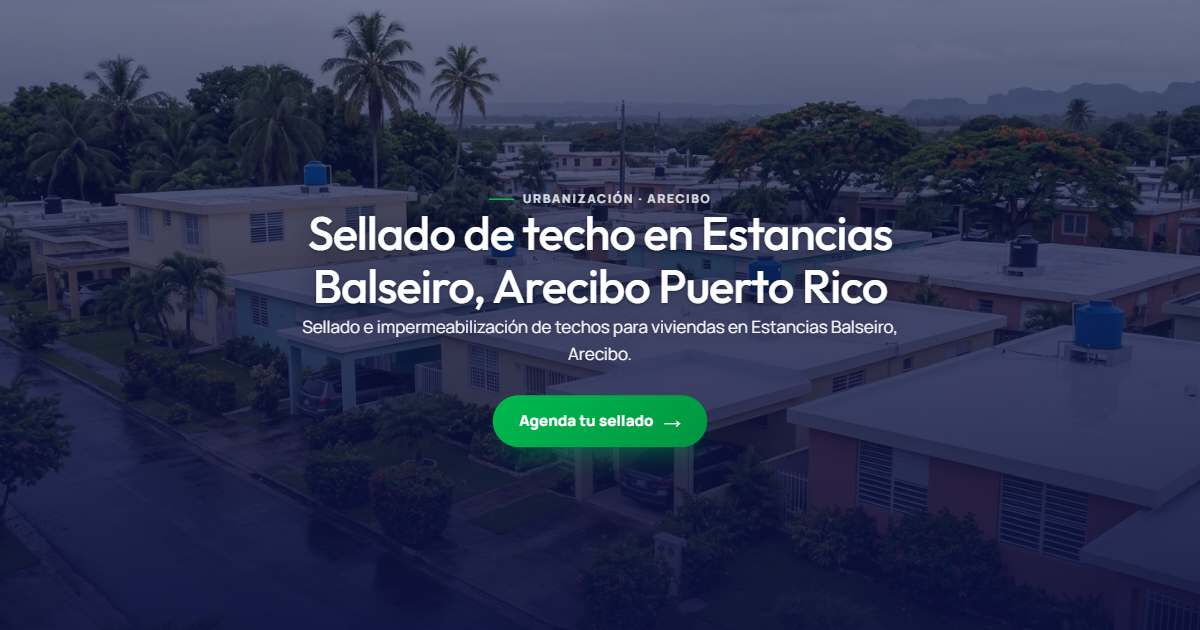 URBANIZACIÓN · ARECIBO
Sellado de techo en Estancias
Balseiro, Arecibo Puerto Rico
Sellado e impermeabilización de techos para viviendas en Estancias Balseiro,
Arecibo.
Agenda tu sellado →